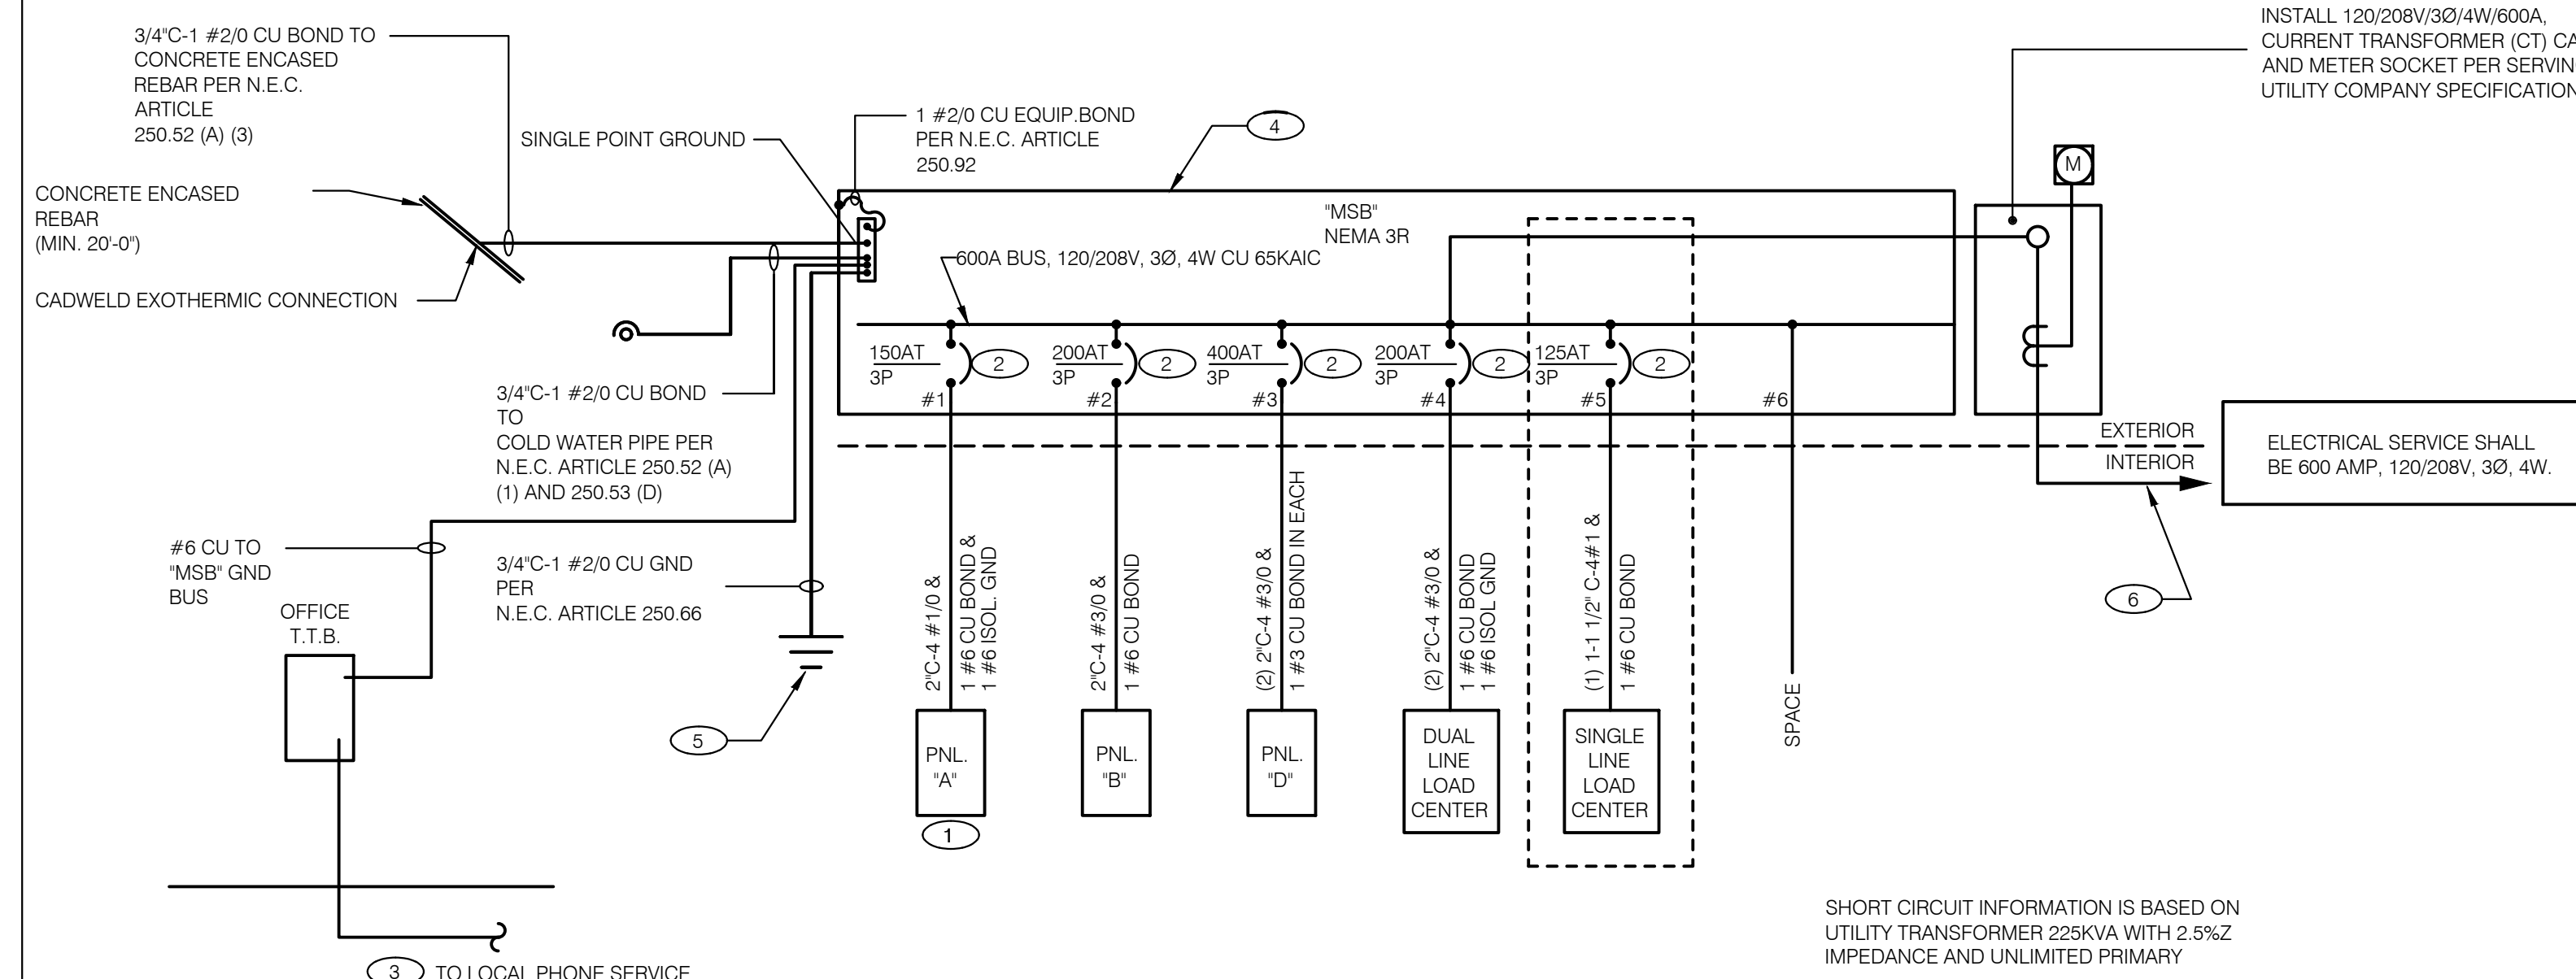 3/4"C-1 #2/0 CU BOND TO
CONCRETE ENCASED
REBAR PER N.E.C.
ARTICLE
250.52 (A) (3)
SINGLE POINT GROUND
1 #2/0 CU EQUIP.BOND
PER N.E.C. ARTICLE
250.92
4
INSTALL 120/208V/3Ø/4W/600A,
CURRENT TRANSFORMER (CT)
AND METER SOCKET PER
UTILITY COMPANY
M
CONCRETE ENCASED
REBAR
(MIN. 20'-0")
CADWELD EXOTHERMIC CONNECTION
"MSB"
NEMA 3R
600A BUS, 120/208V, 3Ø, 4W CU 65KAIC
150AT
3P
2
#1
200AT
3P
2
#2
400AT
3P
2
#3
200AT
3P
2
#4
125AT
3P
2
#5
#6
3/4"C-1 #2/0 CU BOND
TO
COLD WATER PIPE PER
N.E.C. ARTICLE 250.52 (A)
(1) AND 250.53 (D)
EXTERIOR
INTERIOR
ELECTRICAL SERVICE SHALL
BE 600 AMP, 120/208V, 3Ø, 4W.
6
#6 CU TO
"MSB" GND
BUS
OFFICE
T.T.B.
3/4"C-1 #2/0 CU GND
PER
N.E.C. ARTICLE 250.66
5
2"C-4 #1/0 &
1 #6 CU BOND &
1 #6 ISOL. GND
2"C-4 #3/0 &
1 #6 CU BOND
(2) 2"C-4 #3/0 &
1 #3 CU BOND IN EACH
(2) 2"C-4 #3/0 &
1 #6 CU BOND
1 #6 ISOL GND
(1) 1-1 1/2" C-4#1 &
1 #6 CU BOND
SPACE
PNL.
"A"
1
PNL.
"B"
PNL.
"D"
DUAL
LINE
LOAD
CENTER
SINGLE
LINE
LOAD
CENTER
3 TO LOCAL PHONE SERVICE
SHORT CIRCUIT INFORMATION IS BASED ON
UTILITY TRANSFORMER 225KVA WITH 2.5%Z
IMPEDANCE AND UNLIMITED PRIMARY